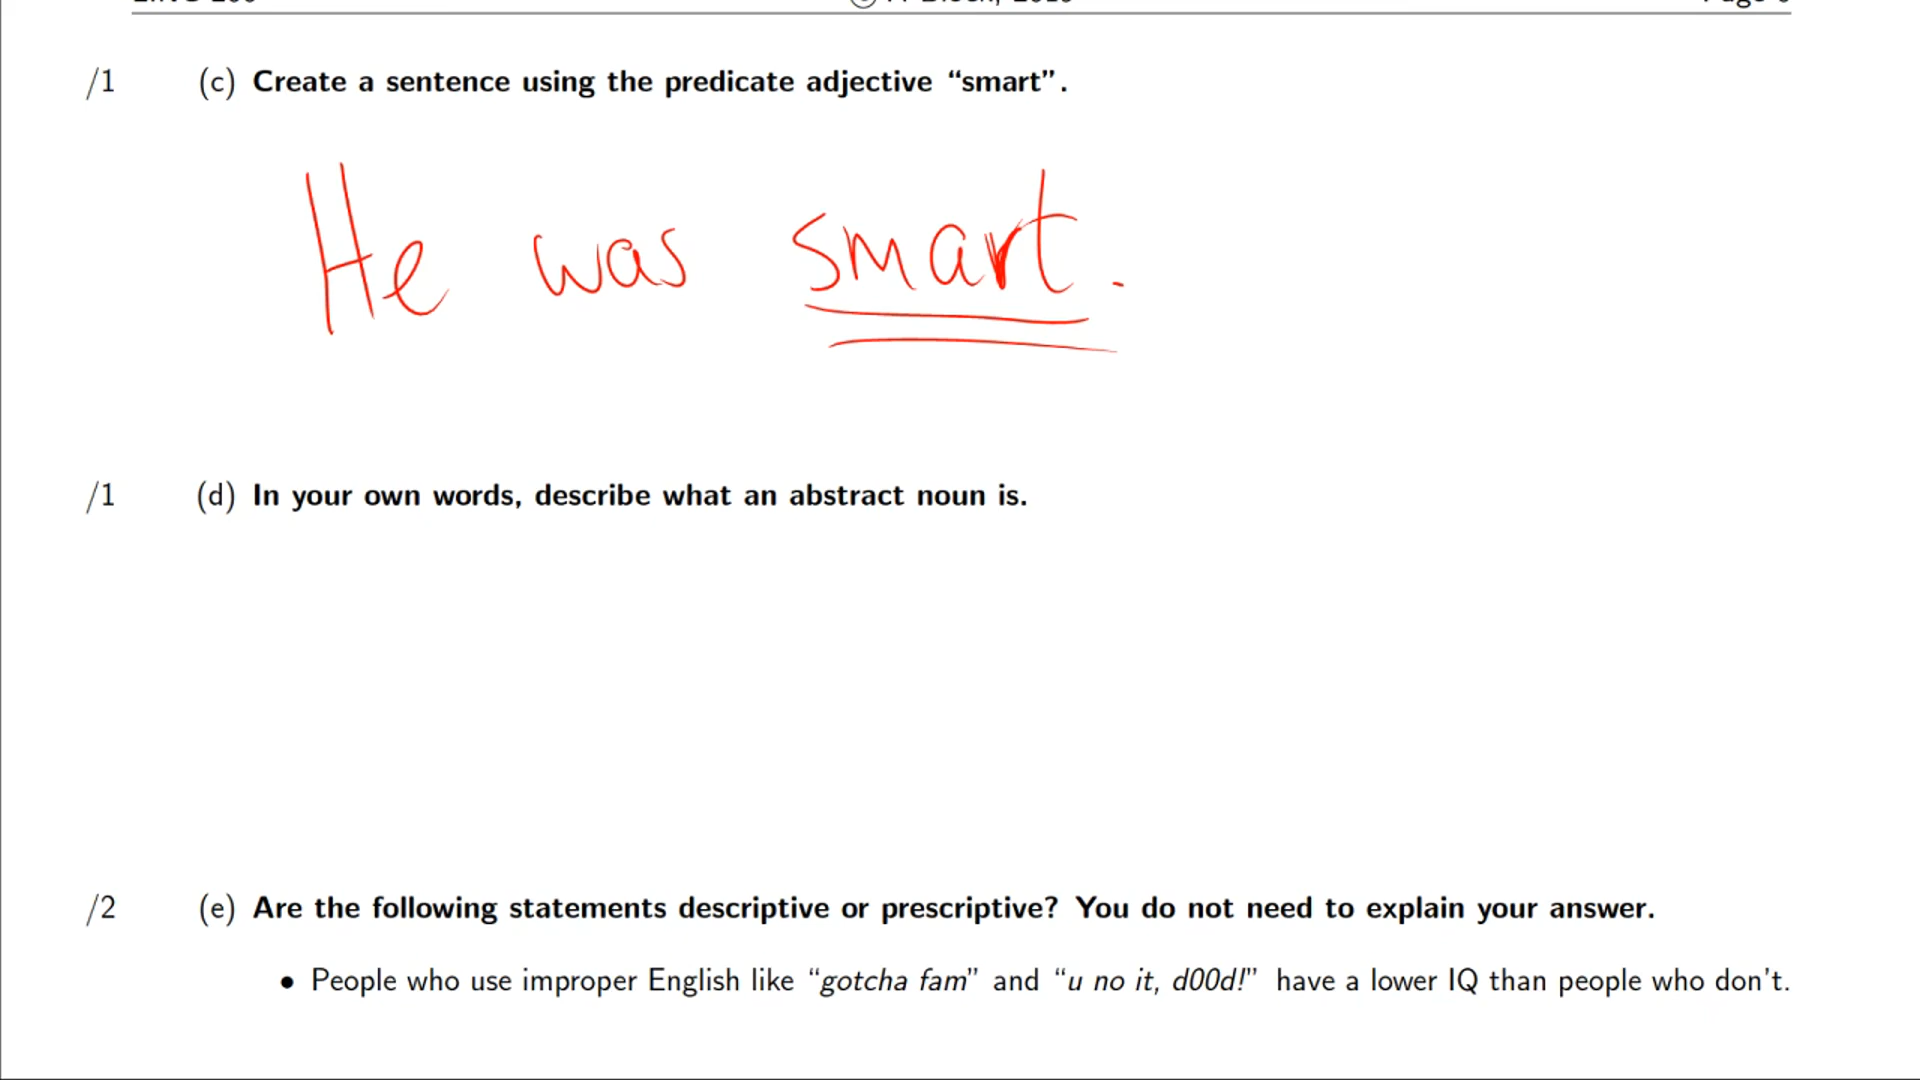 /1 (c) Create a sentence using the predicate adjective “smart”.
He was smart.
/1 (d) In your own words, describe what an abstract noun is.
/2 (e) Are the following statements descriptive or prescriptive? You do not need to explain your answer.
• People who use improper English like “gotcha fam” and “u no it, d00d!” have a lower IQ than people who don't.